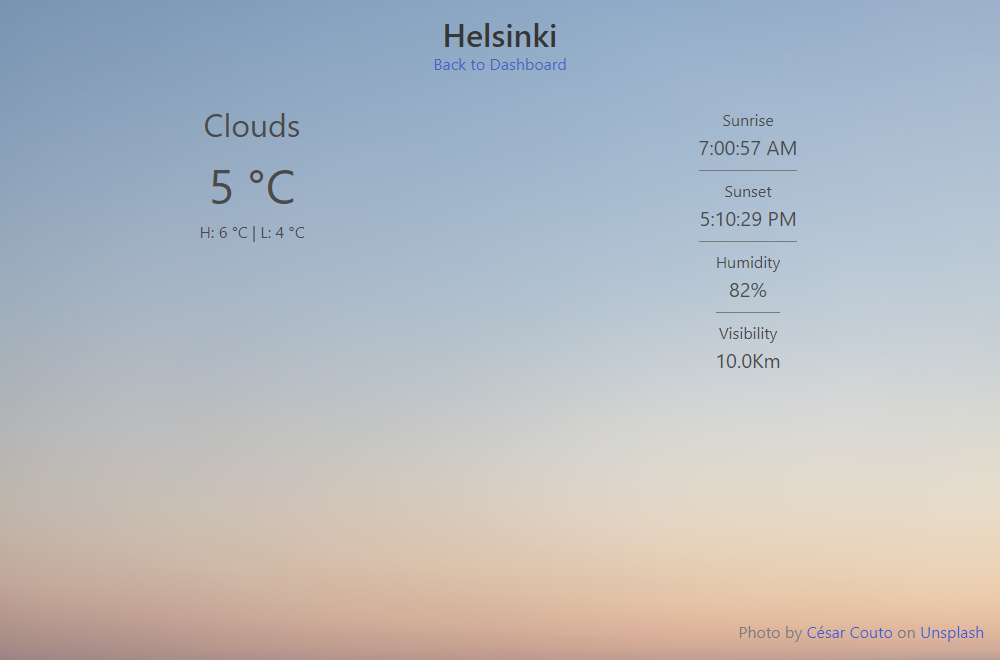 Helsinki
Back to Dashboard
Clouds
5 °C
H: 6 °C | L: 4 °C
Sunrise
7:00:57 AM
Sunset
5:10:29 PM
Humidity
82%
Visibility
10.0Km
Photo by César Couto on Unsplash